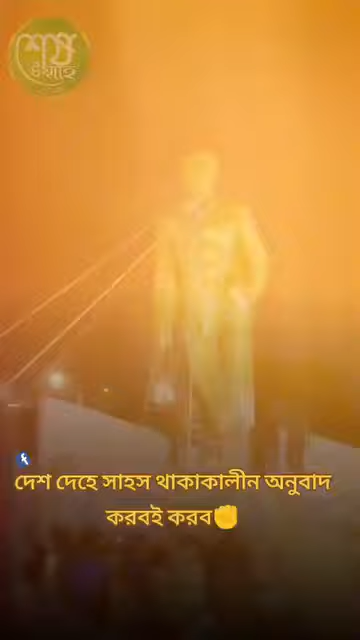 শেষ
দেশ দেহে সাহস থাকাকালীন অনুবাদ
করবই করব✊